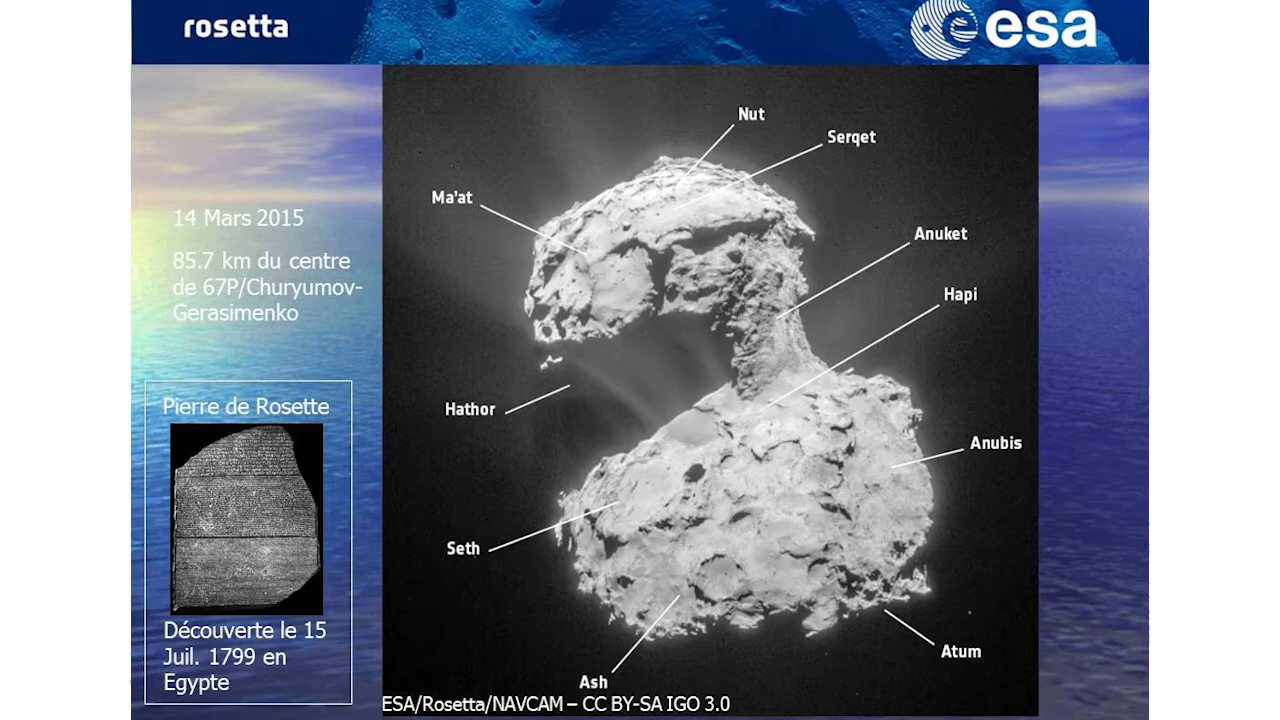 rosetta
esa
14 Mars 2015
85.7 km du centre
de 67P/Churyumov-
Gerasimenko
Pierre de Rosette
Découverte le 15
Juil. 1799 en
Egypte
Nut
Serqet
Ma'at
Anuket
Hapi
Hathor
Anubis
Seth
Atum
Ash
ESA/Rosetta/NAVCAM – CC BY-SA IGO 3.0